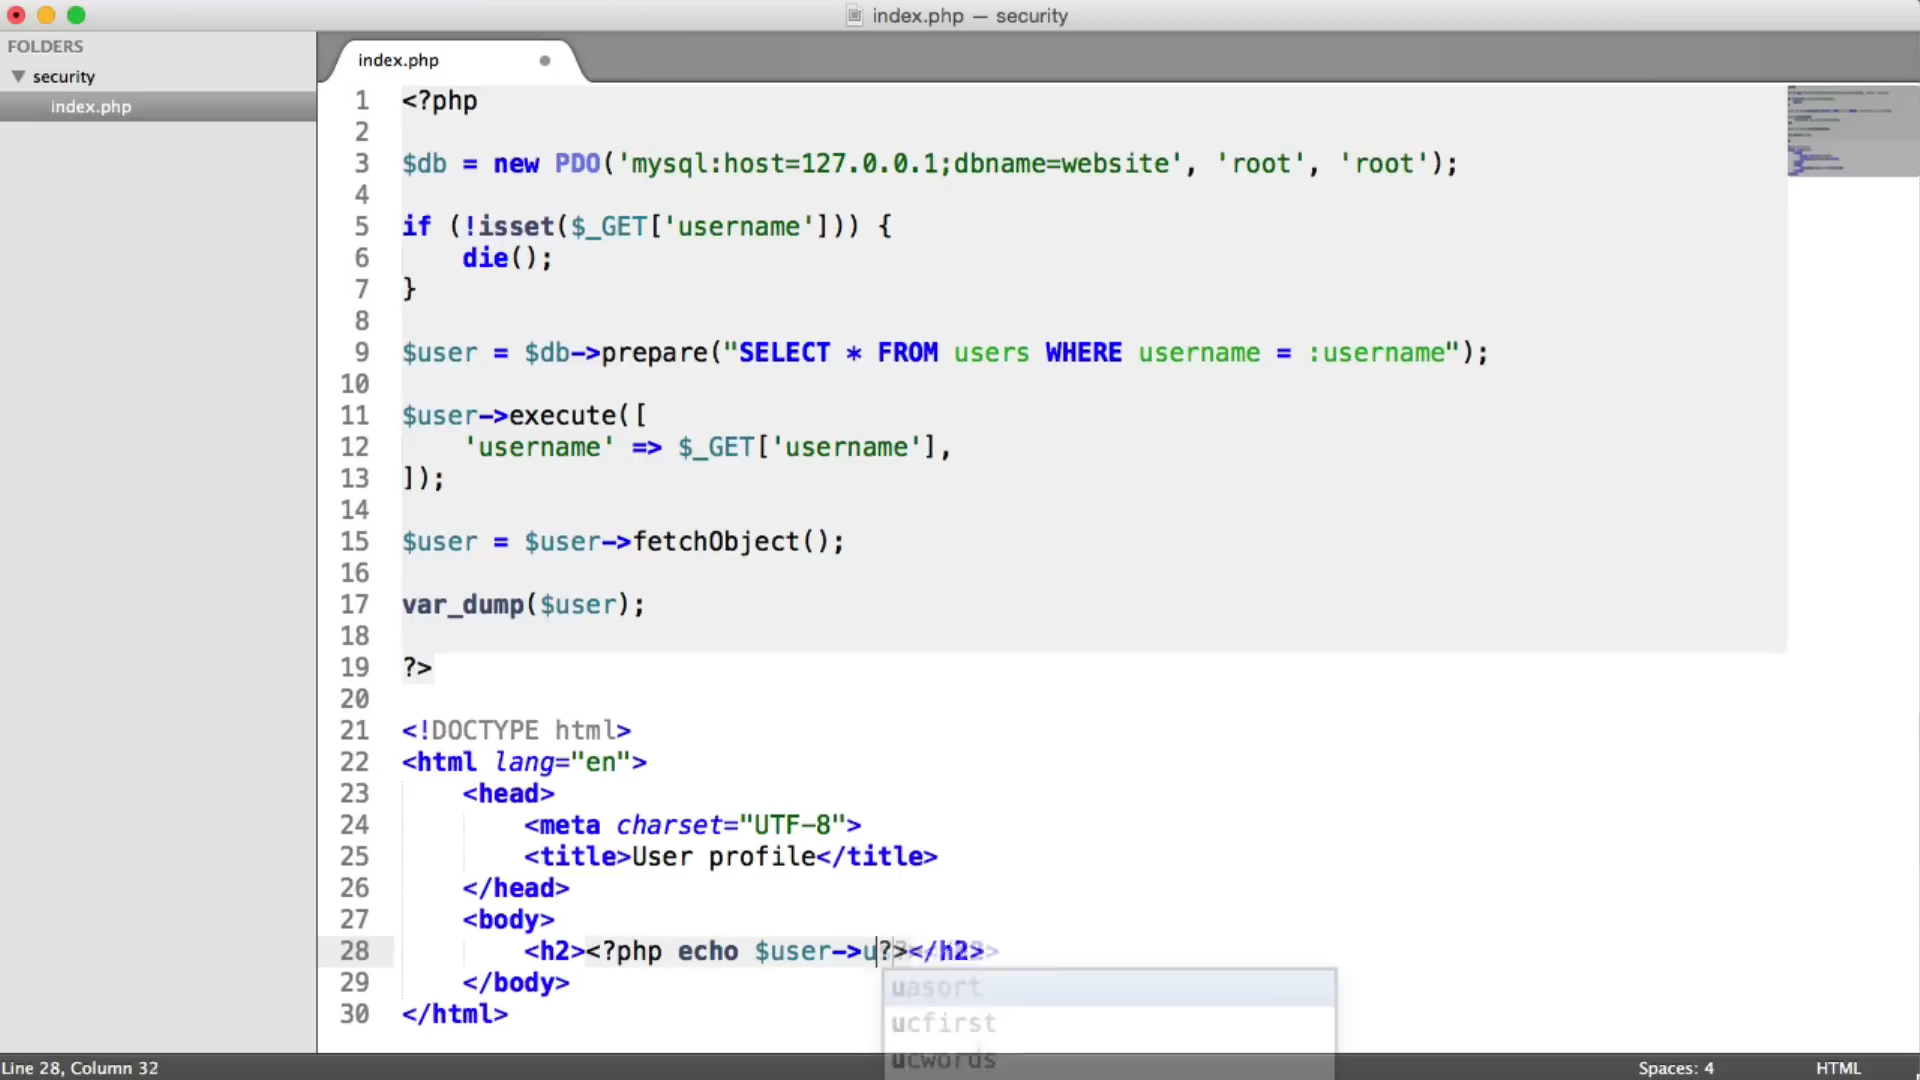 index.php — security
FOLDERS
security
index.php
index.php
1 <?php
2
3 $db = new PDO('mysql:host=127.0.0.1;dbname=website', 'root', 'root');
4
5 if (!isset($_GET['username'])) {
6     die();
7 }
8
9 $user = $db->prepare("SELECT * FROM users WHERE username = :username");
10
11 $user->execute([
12     'username' => $_GET['username'],
13 ]);
14
15 $user = $user->fetchObject();
16
17 var_dump($user);
18
19 ?>
20
21 <!DOCTYPE html>
22 <html lang="en">
23     <head>
24         <meta charset="UTF-8">
25         <title>User profile</title>
26     </head>
27     <body>
28         <h2><?php echo $user->u?></h2>
29     </body>
30 </html>
uasort
ucfirst
ucwords
Line 28, Column 32
Spaces: 4
HTML